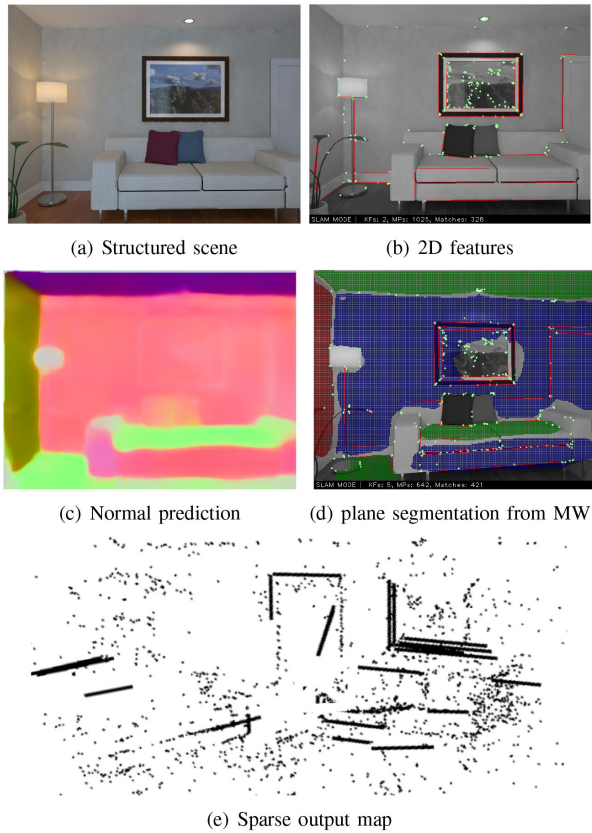 SLAM MODE | KFs: 2, MPs: 1025, Matches: 328
(a) Structured scene
(b) 2D features
SLAM MODE | KFs: 5, MPs: 642, Matches: 421
(c) Normal prediction
(d) plane segmentation from MW
(e) Sparse output map